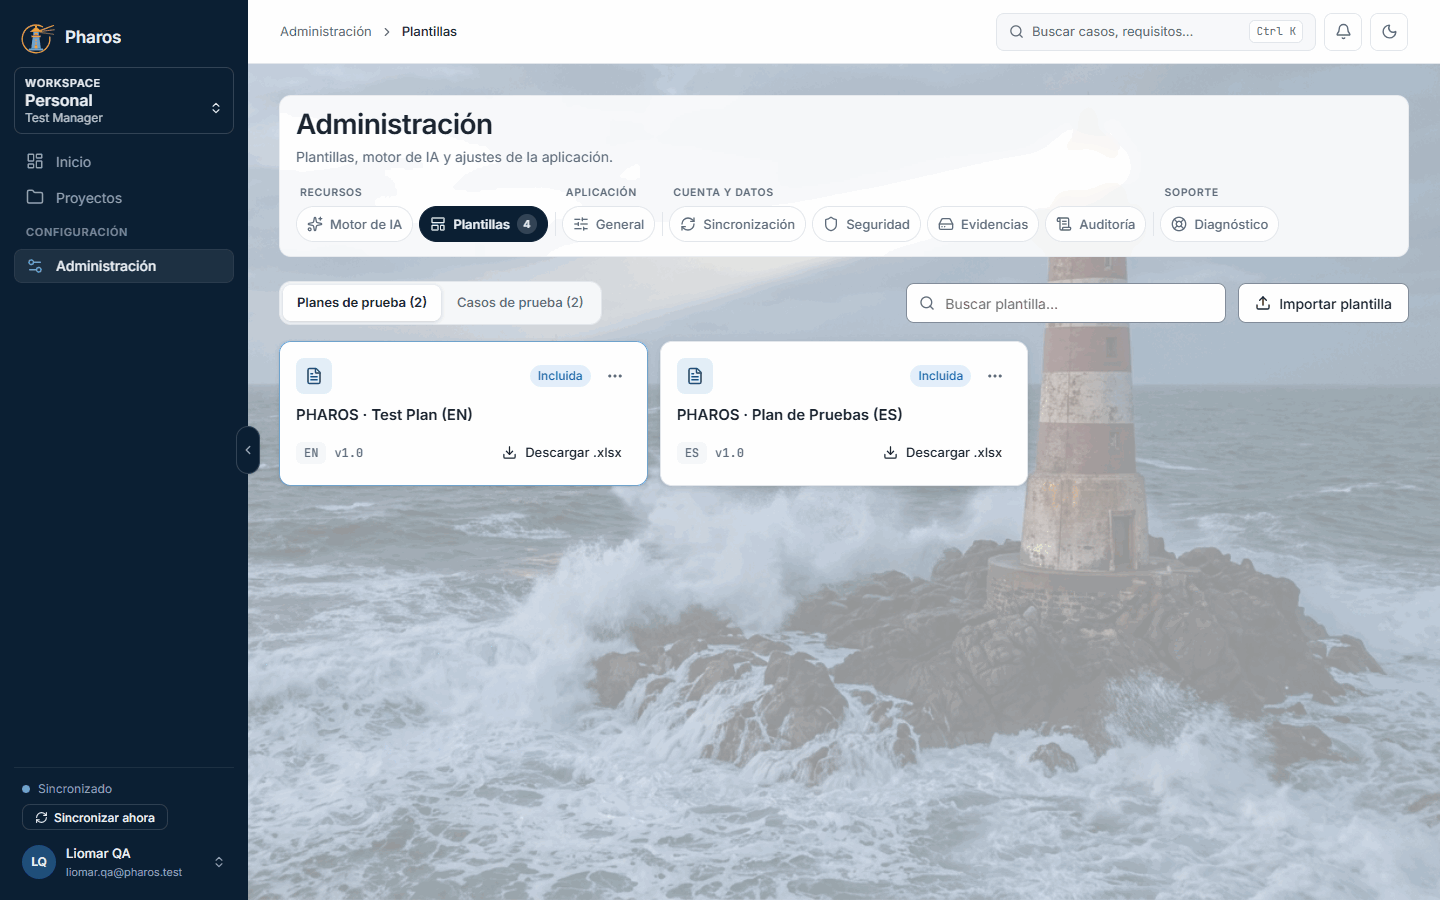 Pharos
WORKSPACE
Personal
Test Manager
Inicio
Proyectos
CONFIGURACIÓN
Administración
Sincronizado
Sincronizar ahora
LQ
Liomar QA
liomar.qa@pharos.test
Administración
Plantillas
Buscar casos, requisitos...
Ctrl K
Administración
Plantillas, motor de IA y ajustes de la aplicación.
RECURSOS
APLICACIÓN
CUENTA Y DATOS
SOPORTE
Motor de IA
Plantillas 4
General
Sincronización
Seguridad
Evidencias
Auditoría
Diagnóstico
Planes de prueba (2)
Casos de prueba (2)
Buscar plantilla...
Importar plantilla
Incluida
PHAROS · Test Plan (EN)
EN v1.0
Descargar .xlsx
Incluida
PHAROS · Plan de Pruebas (ES)
ES v1.0
Descargar .xlsx